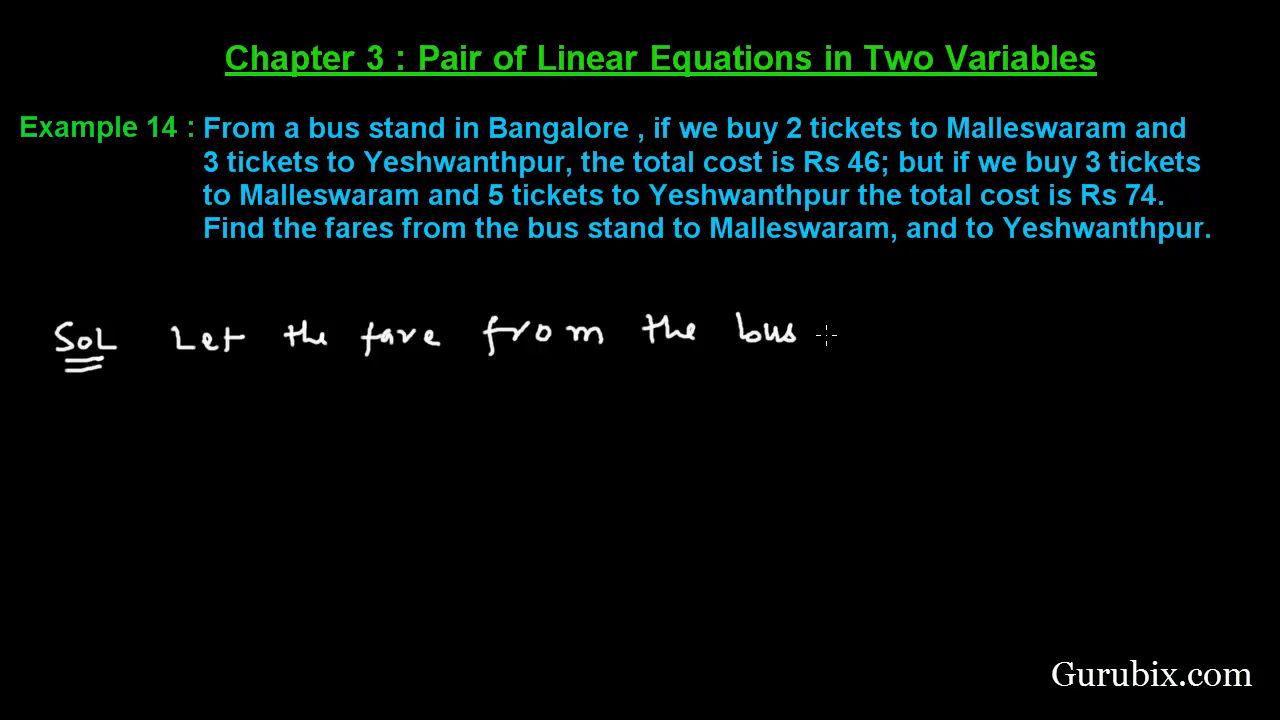 Chapter 3 : Pair of Linear Equations in Two Variables
Example 14 : From a bus stand in Bangalore , if we buy 2 tickets to Malleswaram and
3 tickets to Yeshwanthpur, the total cost is Rs 46; but if we buy 3 tickets
to Malleswaram and 5 tickets to Yeshwanthpur the total cost is Rs 74.
Find the fares from the bus stand to Malleswaram, and to Yeshwanthpur.
SoL Let the fare from the bus
Gurubix.com